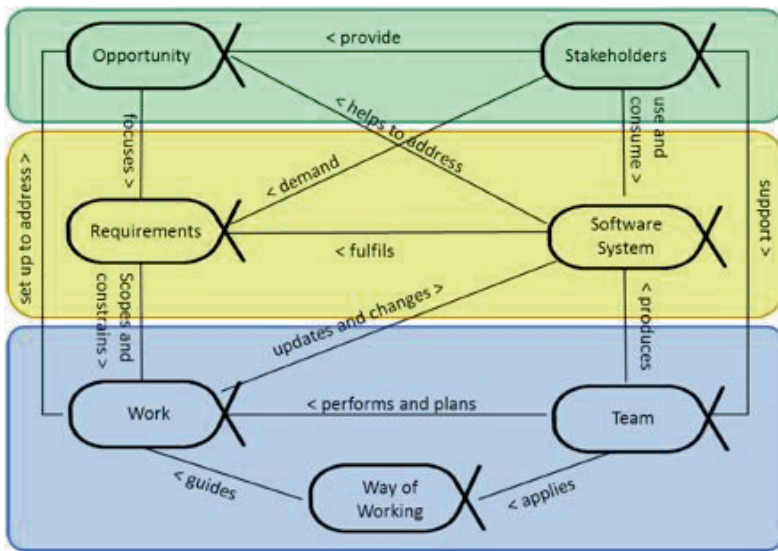 Opportunity
< provide
Stakeholders
< helps to address
use and
consume >
focuses >
< demand
set up to address >
support >
Requirements
< fulfils
Software
System
Scopes and
constrains >
updates and changes >
< produces
Work
< performs and plans
Team
< guides
Way of
Working
< applies